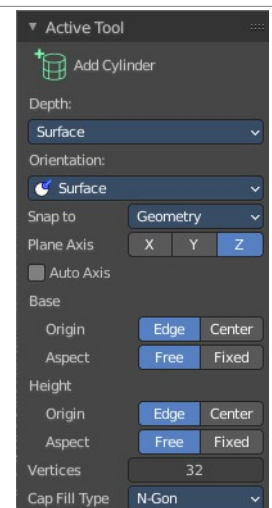 Active Tool
Add Cylinder
Depth:
Surface
Orientation:
Surface
Snap to Geometry
Plane Axis X Y Z
Auto Axis
Base
Origin Edge Center
Aspect Free Fixed
Height
Origin Edge Center
Aspect Free Fixed
Vertices 32
Cap Fill Type N-Gon